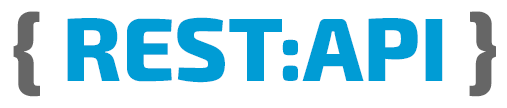 { REST:API }